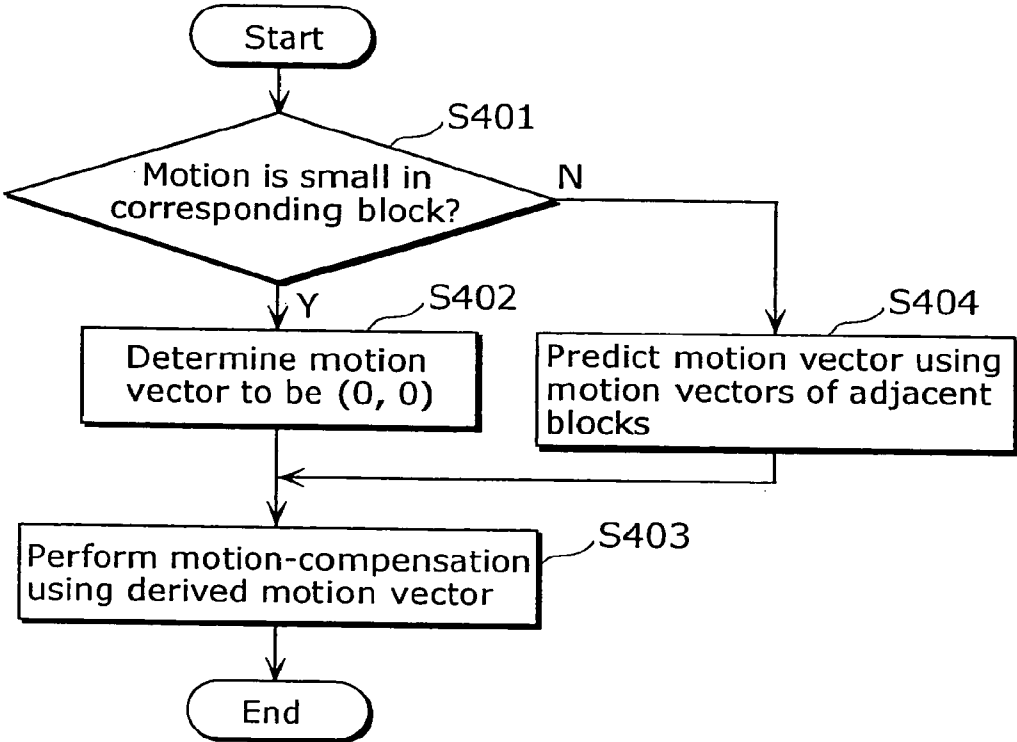 Start
S401
Motion is small in
corresponding block?
N
Y
S402
Determine motion
vector to be (0, 0)
S404
Predict motion vector using
motion vectors of adjacent
blocks
S403
Perform motion-compensation
using derived motion vector
End